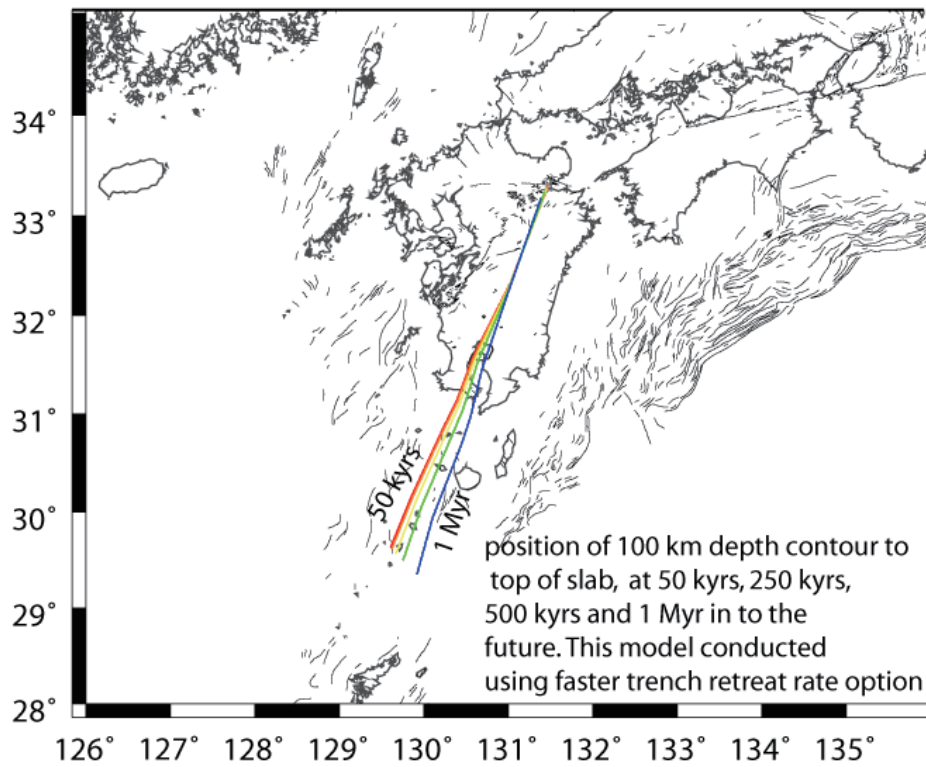 34°
33°
32°
31°
30°
29°
28°
50 kyrs
1 Myr
position of 100 km depth contour to
top of slab, at 50 kyrs, 250 kyrs,
500 kyrs and 1 Myr in to the
future. This model conducted
using faster trench retreat rate option
126° 127° 128° 129° 130° 131° 132° 133° 134° 135°